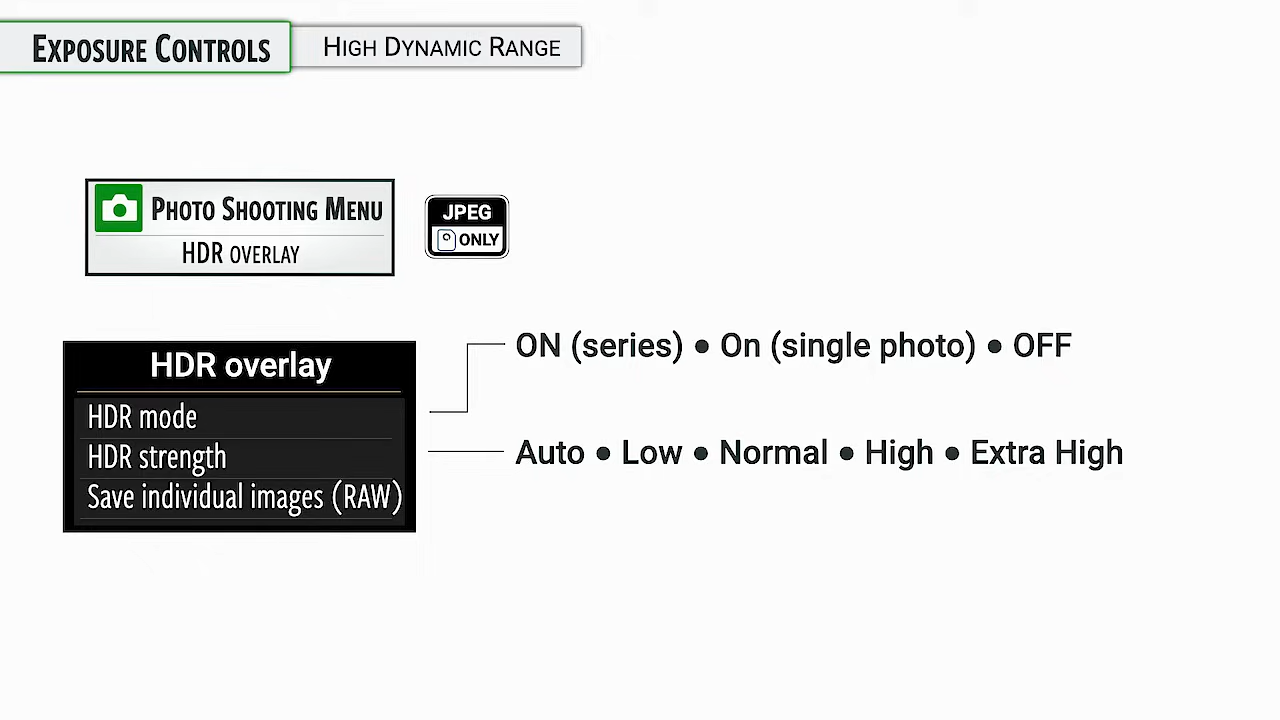 EXPOSURE CONTROLS
HIGH DYNAMIC RANGE
PHOTO SHOOTING MENU
HDR OVERLAY
JPEG
ONLY
HDR overlay
HDR mode
HDR strength
Save individual images (RAW)
ON (series) ● On (single photo) ● OFF
Auto ● Low ● Normal ● High ● Extra High